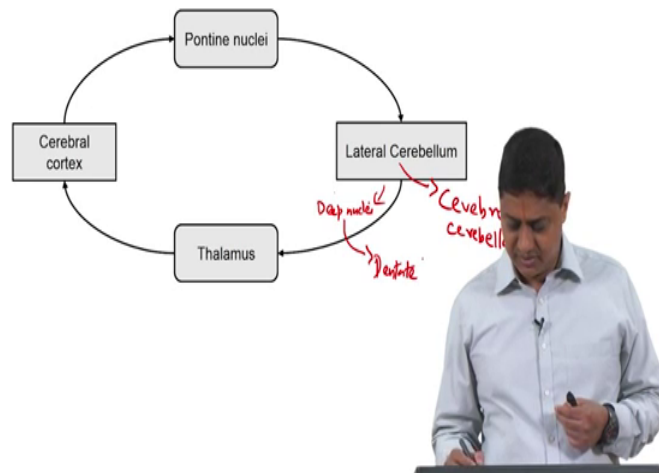 Pontine nuclei
Cerebral
cortex
Lateral Cerebellum
Deep nuclei
Thalamus
Dentate